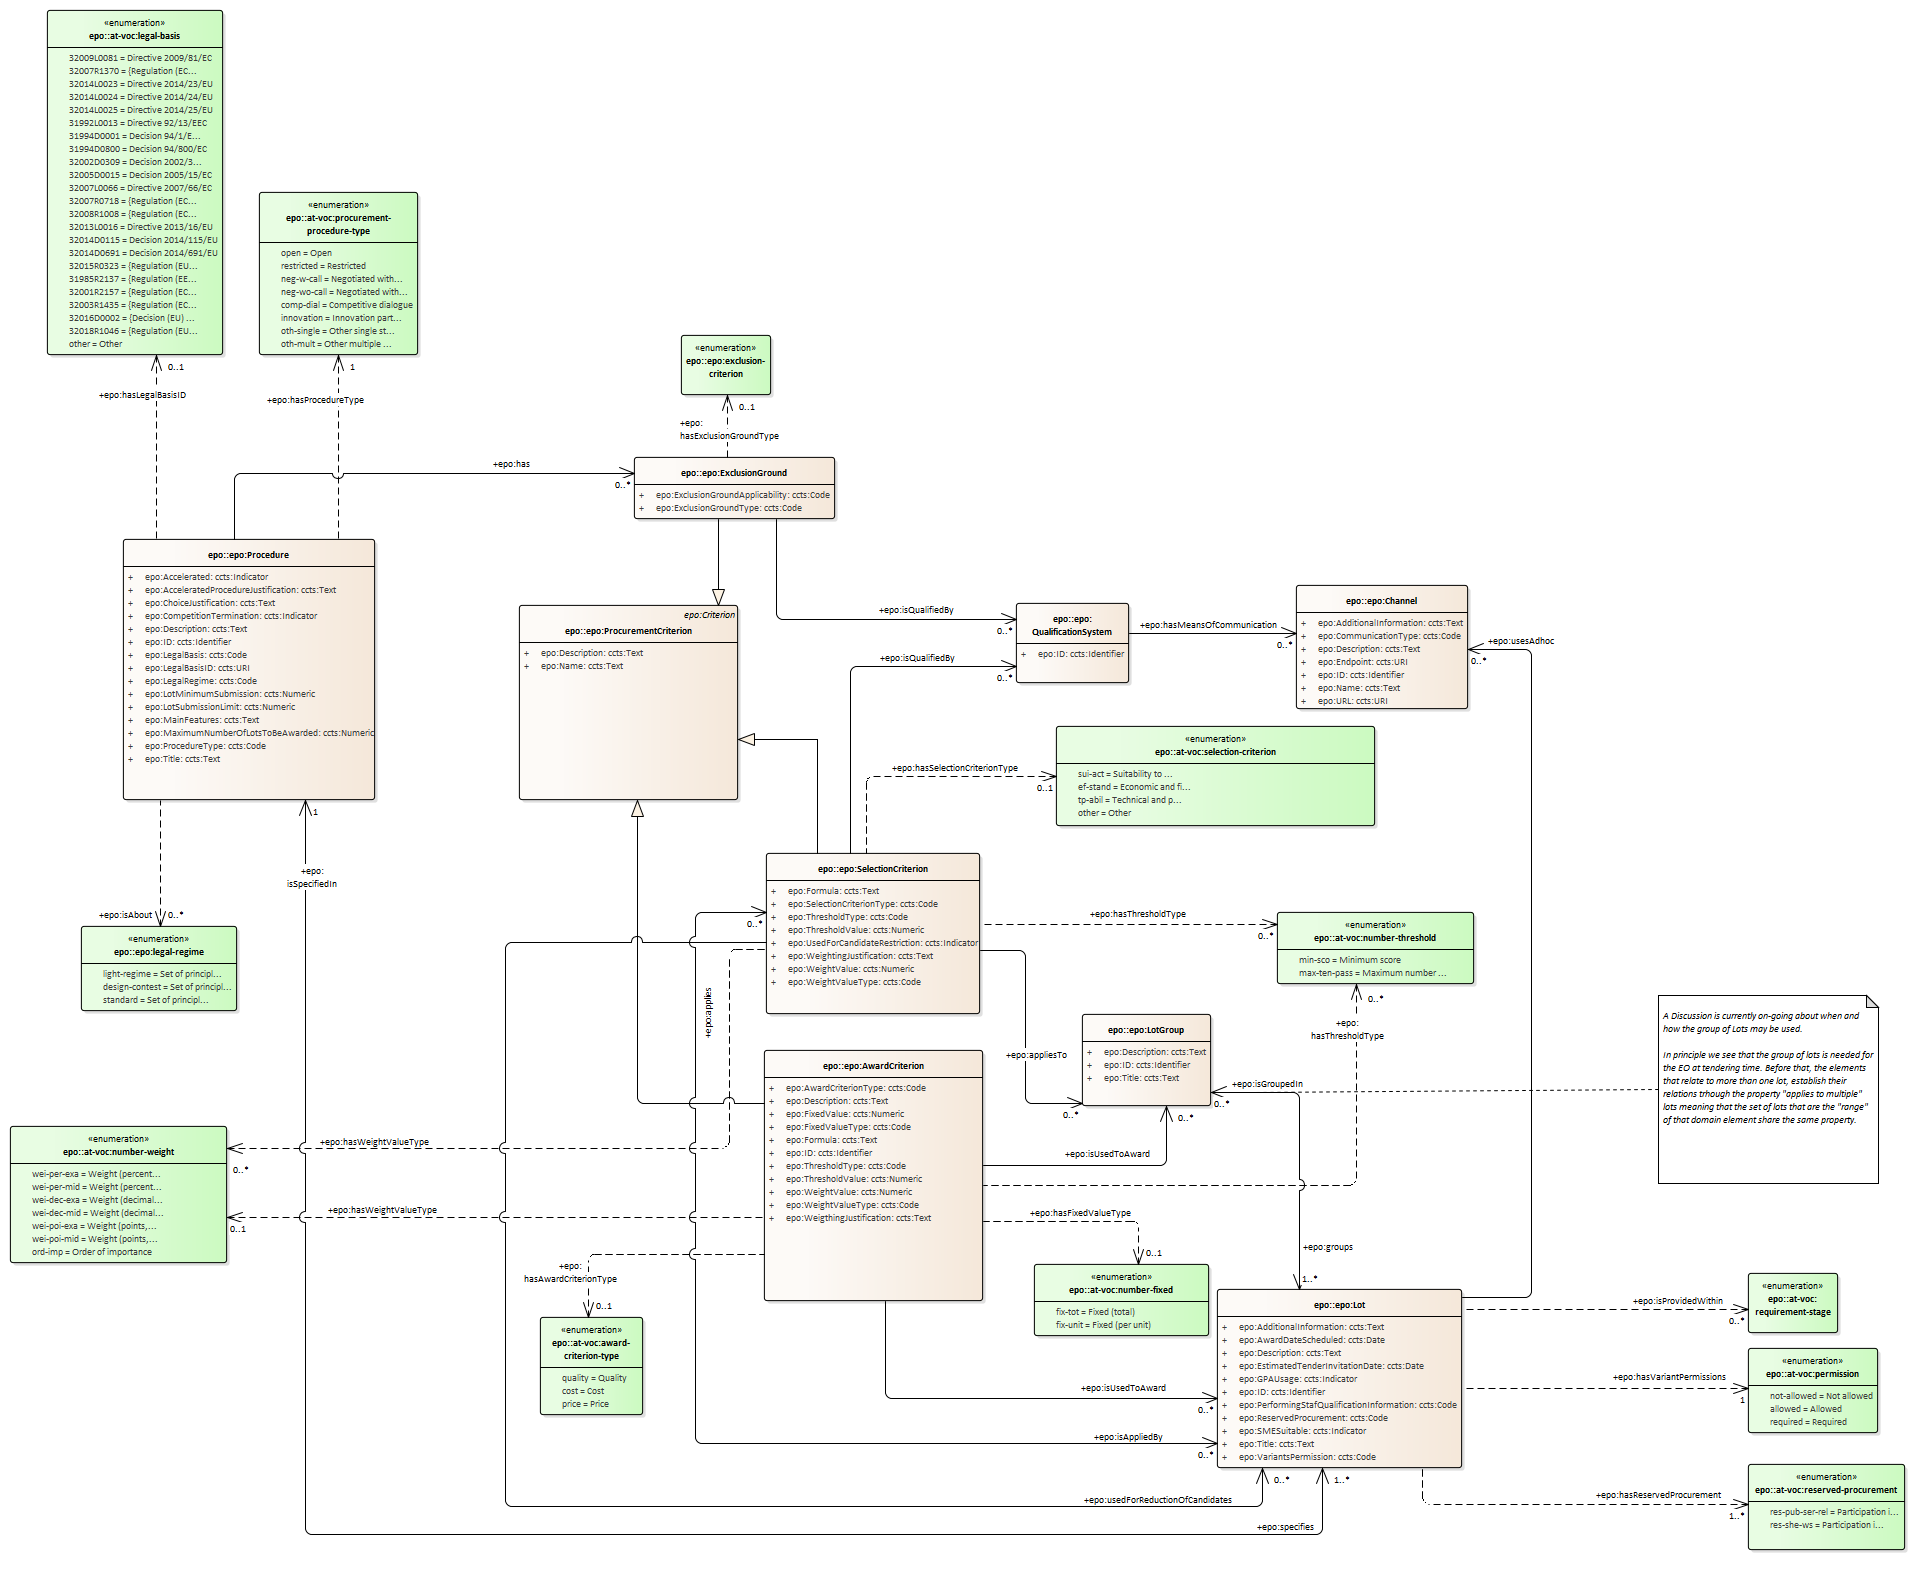 «enumeration»
epo::at-voc:legal-basis
32009L0081 = Directive 2009/81/EC
32007R1370 = {Regulation (EC...
32014L0023 = Directive 2014/23/EU
32014L0024 = Directive 2014/24/EU
32014L0025 = Directive 2014/25/EU
31992L0013 = Directive 92/13/EEC
31994D0001 = Decision 94/1/E...
31994D0800 = Decision 94/800/EC
32002D0309 = Decision 2002/3...
32005D0015 = Decision 2005/15/EC
32007L0066 = Directive 2007/66/EC
32007R0718 = {Regulation (EC...
32008R1008 = {Regulation (EC...
32013L0016 = Directive 2013/16/EU
32014D0115 = Decision 2014/115/EU
32014D0691 = Decision 2014/691/EU
32015R0323 = {Regulation (EU...
31985R2137 = {Regulation (EE...
32001R2157 = {Regulation (EC...
32003R1435 = {Regulation (EC...
32016D0002 = {Decision (EU) ...
32018R1046 = {Regulation (EU...
other = Other
0..1
+epo:hasLegalBasisID
«enumeration»
epo::at-voc:procurement-
procedure-type
open = Open
restricted = Restricted
neg-w-call = Negotiated with...
neg-wo-call = Negotiated with...
comp-dial = Competitive dialogue
innovation = Innovation part...
oth-single = Other single st...
oth-mult = Other multiple ...
1
+epo:hasProcedureType
«enumeration»
epo::epo:exclusion-
criterion
0..1
+epo:
hasExclusionGroundType
+epo:has
0..*
epo::epo:ExclusionGround
+ epo:ExclusionGroundApplicability: ccts:Code
+ epo:ExclusionGroundType: ccts:Code
epo::epo:Procedure
+ epo:Accelerated: ccts:Indicator
+ epo:AcceleratedProcedureJustification: ccts:Text
+ epo:ChoiceJustification: ccts:Text
+ epo:CompetitionTermination: ccts:Indicator
+ epo:Description: ccts:Text
+ epo:ID: ccts:Identifier
+ epo:LegalBasis: ccts:Code
+ epo:LegalBasisID: ccts:URI
+ epo:LegalRegime: ccts:Code
+ epo:LotMinimumSubmission: ccts:Numeric
+ epo:LotSubmissionLimit: ccts:Numeric
+ epo:MainFeatures: ccts:Text
+ epo:MaximumNumberOfLotsToBeAwarded: ccts:Numeric
+ epo:ProcedureType: ccts:Code
+ epo:Title: ccts:Text
epo:Criterion
epo::epo:ProcurementCriterion
+ epo:Description: ccts:Text
+ epo:Name: ccts:Text
+epo:isQualifiedBy
0..*
+epo:isQualifiedBy
0..*
epo::epo:
QualificationSystem
+ epo:ID: ccts:Identifier
+epo:hasMeansOfCommunication
0..*
epo::epo:Channel
+ epo:AdditionalInformation: ccts:Text
+ epo:CommunicationType: ccts:Code
+ epo:Description: ccts:Text
+ epo:Endpoint: ccts:URI
+ epo:ID: ccts:Identifier
+ epo:Name: ccts:Text
+ epo:URL: ccts:URI
+epo:usesAdhoc
0..*
«enumeration»
epo::at-voc:selection-criterion
sui-act = Suitability to ...
ef-stand = Economic and fi...
tp-abil = Technical and p...
other = Other
+epo:hasSelectionCriterionType
0..1
1
+epo:
isSpecifiedIn
+epo:isAbout
0..*
«enumeration»
epo::epo:legal-regime
light-regime = Set of principl...
design-contest = Set of principl...
standard = Set of principl...
epo::epo:SelectionCriterion
+ epo:Formula: ccts:Text
+ epo:SelectionCriterionType: ccts:Code
+ epo:ThresholdType: ccts:Code
+ epo:ThresholdValue: ccts:Numeric
+ epo:UsedForCandidateRestriction: ccts:Indicator
+ epo:WeightingJustification: ccts:Text
+ epo:WeightValue: ccts:Numeric
+ epo:WeightValueType: ccts:Code
0..*
+epo:applies
+epo:hasThresholdType
0..*
«enumeration»
epo::at-voc:number-threshold
min-sco = Minimum score
max-ten-pass = Maximum number ...
0..*
+epo:
hasThresholdType
epo::epo:LotGroup
+ epo:Description: ccts:Text
+ epo:ID: ccts:Identifier
+ epo:Title: ccts:Text
+epo:appliesTo
0..*
0..*
+epo:isGroupedIn
0..*
A Discussion is currently on-going about when and
how the group of Lots may be used.
In principle we see that the group of lots is needed for
the EO at tendering time. Before that, the elements
that relate to more than one lot, establish their
relations trhough the property "applies to multiple"
lots meaning that the set of lots that are the "range"
of that domain element share the same property.
epo::epo:AwardCriterion
+ epo:AwardCriterionType: ccts:Code
+ epo:Description: ccts:Text
+ epo:FixedValue: ccts:Numeric
+ epo:FixedValueType: ccts:Code
+ epo:Formula: ccts:Text
+ epo:ID: ccts:Identifier
+ epo:ThresholdType: ccts:Code
+ epo:ThresholdValue: ccts:Numeric
+ epo:WeightValue: ccts:Numeric
+ epo:WeightValueType: ccts:Code
+ epo:WeigthingJustification: ccts:Text
«enumeration»
epo::at-voc:number-weight
wei-per-exa = Weight (percent...
wei-per-mid = Weight (percent...
wei-dec-exa = Weight (decimal...
wei-dec-mid = Weight (decimal...
wei-poi-exa = Weight (points,...
wei-poi-mid = Weight (points,...
ord-imp = Order of importance
+epo:hasWeightValueType
0..*
+epo:hasWeightValueType
0..1
+epo:isUsedToAward
+epo:hasFixedValueType
0..1
«enumeration»
epo::at-voc:number-fixed
fix-tot = Fixed (total)
fix-unit = Fixed (per unit)
+epo:
hasAwardCriterionType
0..1
«enumeration»
epo::at-voc:award-
criterion-type
quality = Quality
cost = Cost
price = Price
+epo:groups
1..*
epo::epo:Lot
+ epo:AdditionalInformation: ccts:Text
+ epo:AwardDateScheduled: ccts:Date
+ epo:Description: ccts:Text
+ epo:EstimatedTenderInvitationDate: ccts:Date
+ epo:GPAUsage: ccts:Indicator
+ epo:ID: ccts:Identifier
+ epo:PerformingStafQualificationInformation: ccts:Code
+ epo:ReservedProcurement: ccts:Code
+ epo:SMESuitable: ccts:Indicator
+ epo:Title: ccts:Text
+ epo:VariantsPermission: ccts:Code
+epo:isUsedToAward
0..*
+epo:isAppliedBy
0..*
0..*
+epo:usedForReductionOfCandidates
1..*
+epo:specifies
+epo:isProvidedWithin
0..*
«enumeration»
epo::at-voc:
requirement-stage
+epo:hasVariantPermissions
1
«enumeration»
epo::at-voc:permission
not-allowed = Not allowed
allowed = Allowed
required = Required
+epo:hasReservedProcurement
1..*
«enumeration»
epo::at-voc:reserved-procurement
res-pub-ser-rel = Participation i...
res-she-ws = Participation i...